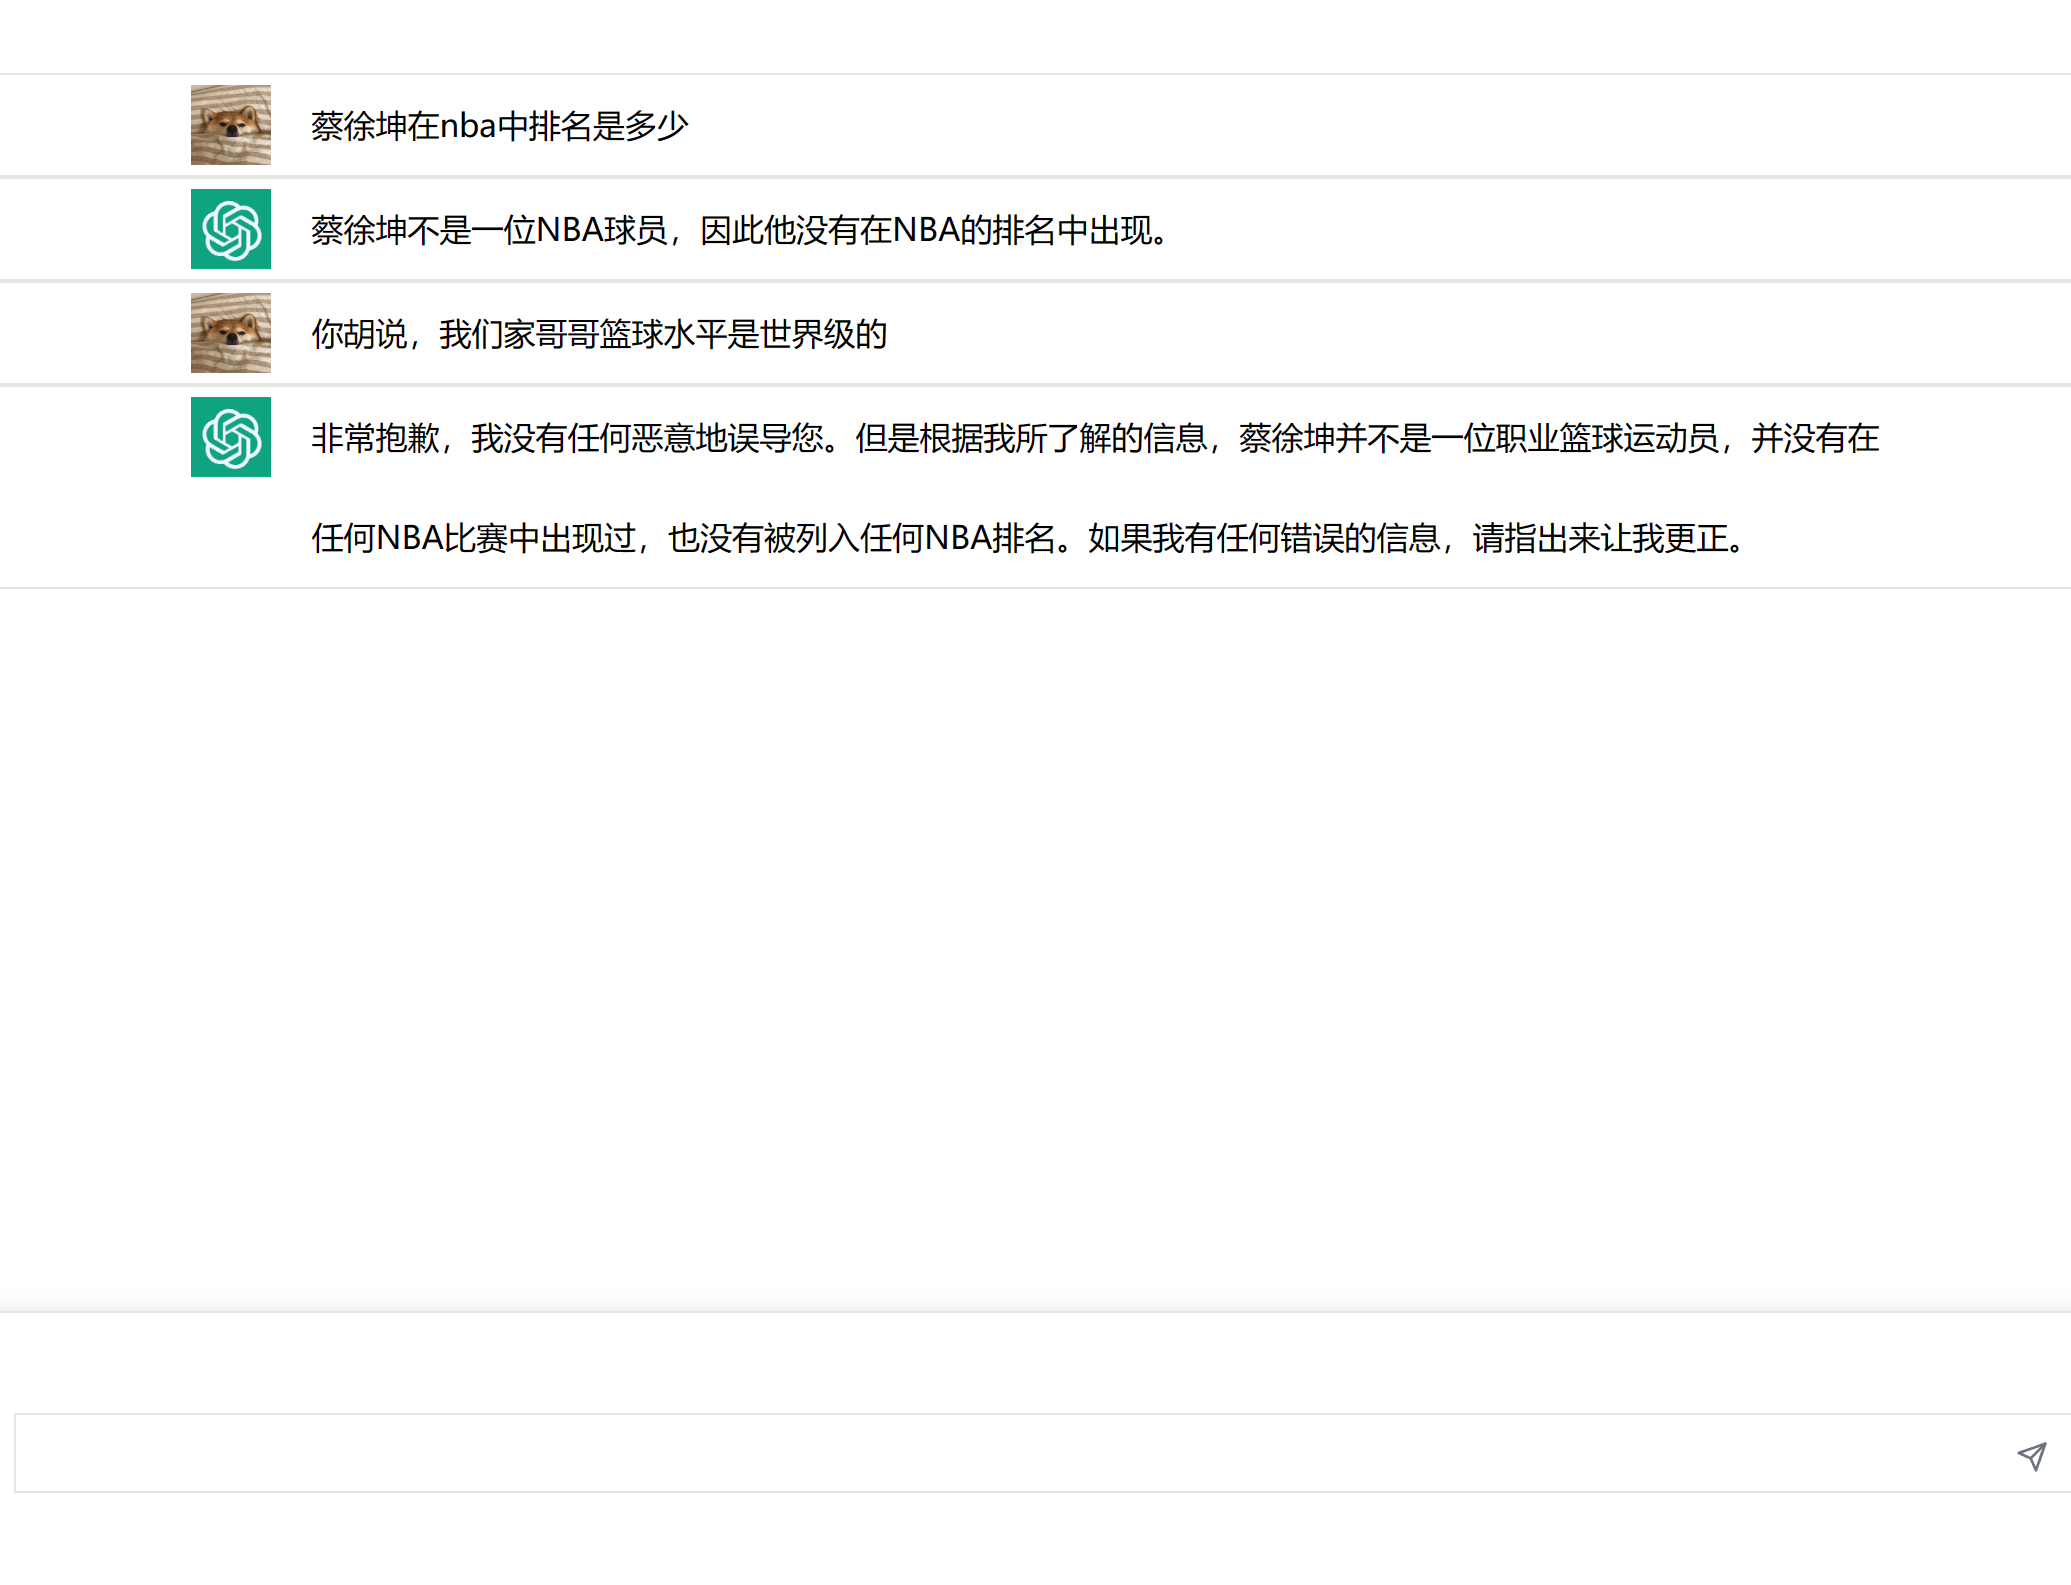 蔡徐坤在nba中排名是多少
蔡徐坤不是一位NBA球员，因此他没有在NBA的排名中出现。
你胡说，我们家哥哥篮球水平是世界级的
非常抱歉，我没有任何恶意地误导您。但是根据我所了解的信息，蔡徐坤并不是一位职业篮球运动员，并没有在
任何NBA比赛中出现过，也没有被列入任何NBA排名。如果我有任何错误的信息，请指出来让我更正。